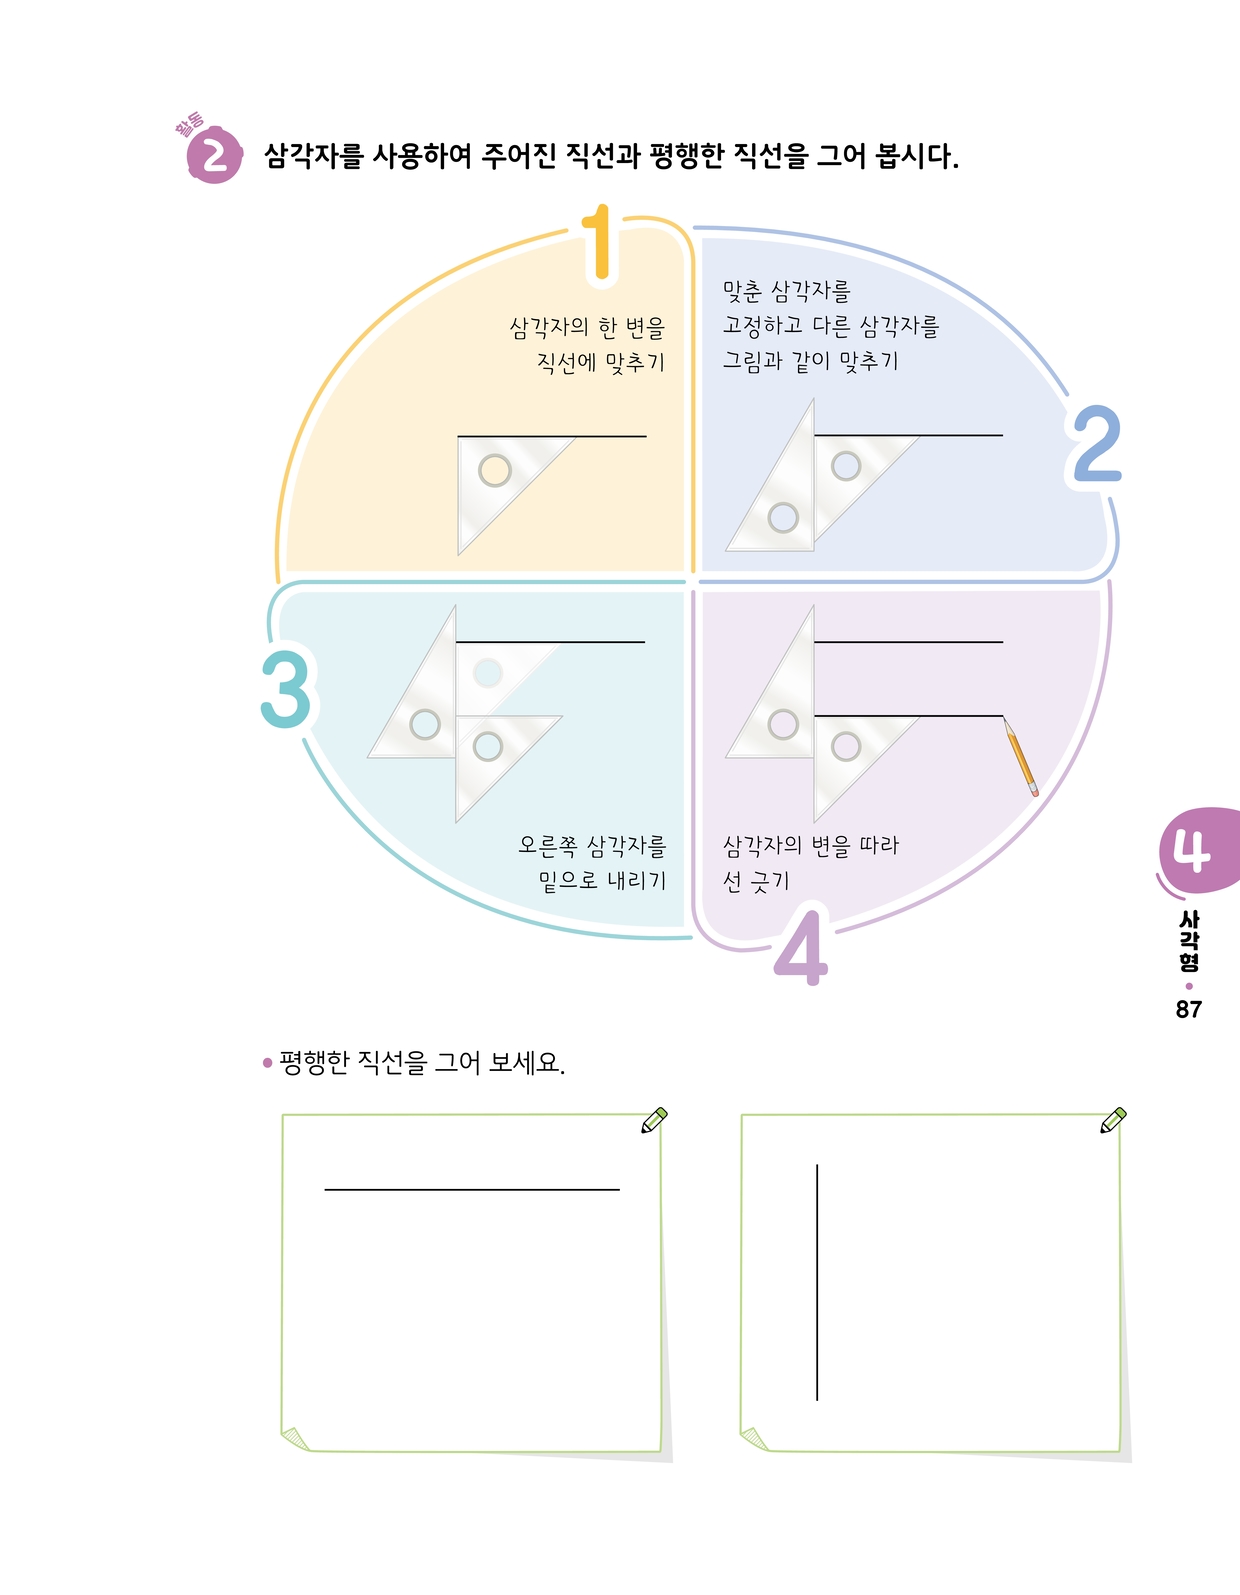 활동
2
삼각자를 사용하여 주어진 직선과 평행한 직선을 그어 봅시다.
1
삼각자의 한 변을
직선에 맞추기
맞춘 삼각자를
고정하고 다른 삼각자를
그림과 같이 맞추기
2
3
오른쪽 삼각자를
밑으로 내리기
삼각자의 변을 따라
선 긋기
4
4
사각형
87
평행한 직선을 그어 보세요.